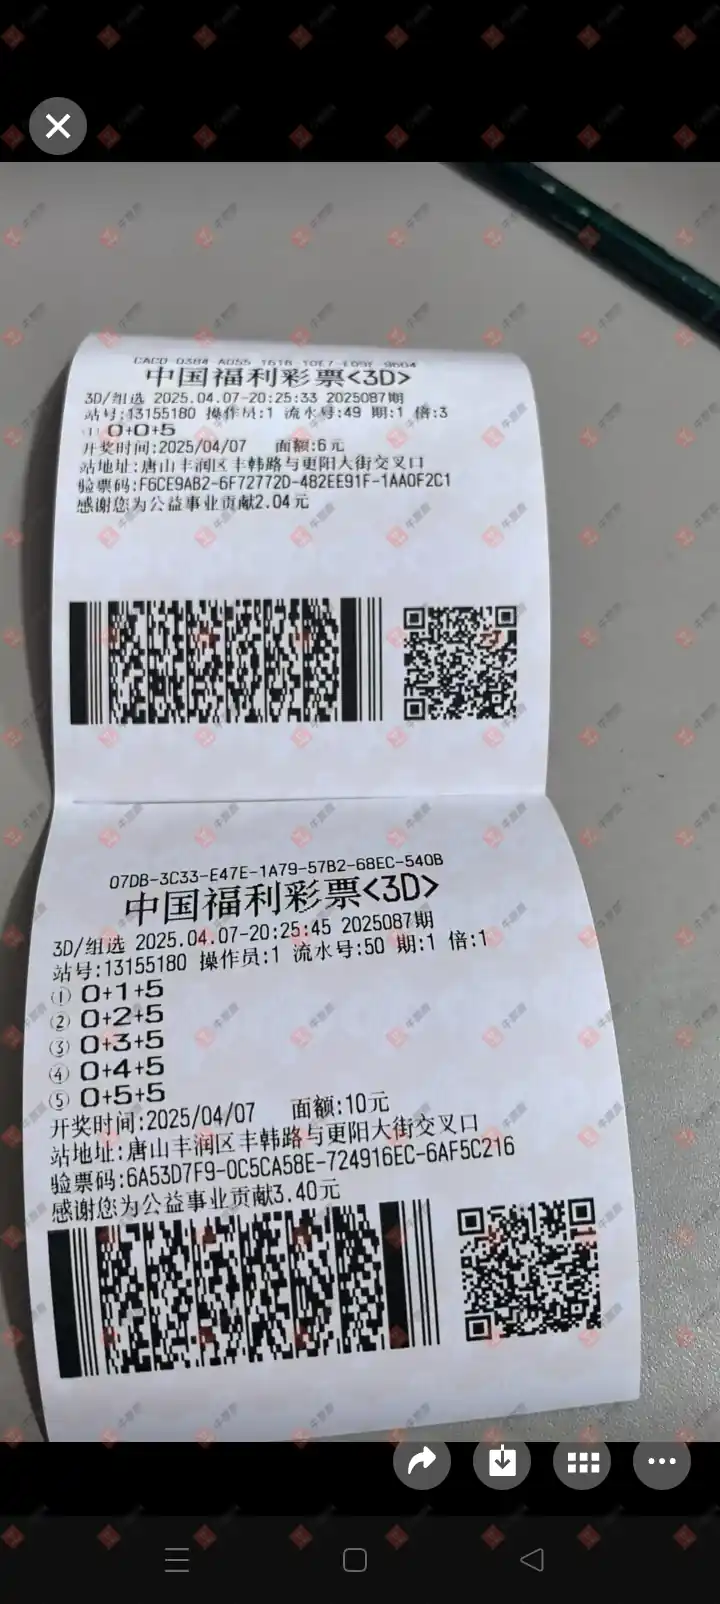 中国福利彩票<3D>
3D/组选 2025.04.07-20:25:33 2025087期
站号:13155180 操作员:1 流水号:49 期:1 倍:3
① 0+0+5
开奖时间:2025/04/07 面额:6元
站地址:唐山丰润区丰韩路与更阳大街交叉口
验票码:F6CE9AB2-6F72772D-482EE91F-1AA0F2C1
感谢您为公益事业贡献2.04元
07DB-3C33-E47E-1A79-57B2-68EC-540B
中国福利彩票<3D>
3D/组选 2025.04.07-20:25:45 2025087期
站号:13155180 操作员:1 流水号:50 期:1 倍:1
① 0+1+5
② 0+2+5
③ 0+3+5
④ 0+4+5
⑤ 0+5+5
开奖时间:2025/04/07 面额:10元
站地址:唐山丰润区丰韩路与更阳大街交叉口
验票码:6A53D7F9-0C5CA58E-724916EC-6AF5C216
感谢您为公益事业贡献3.40元